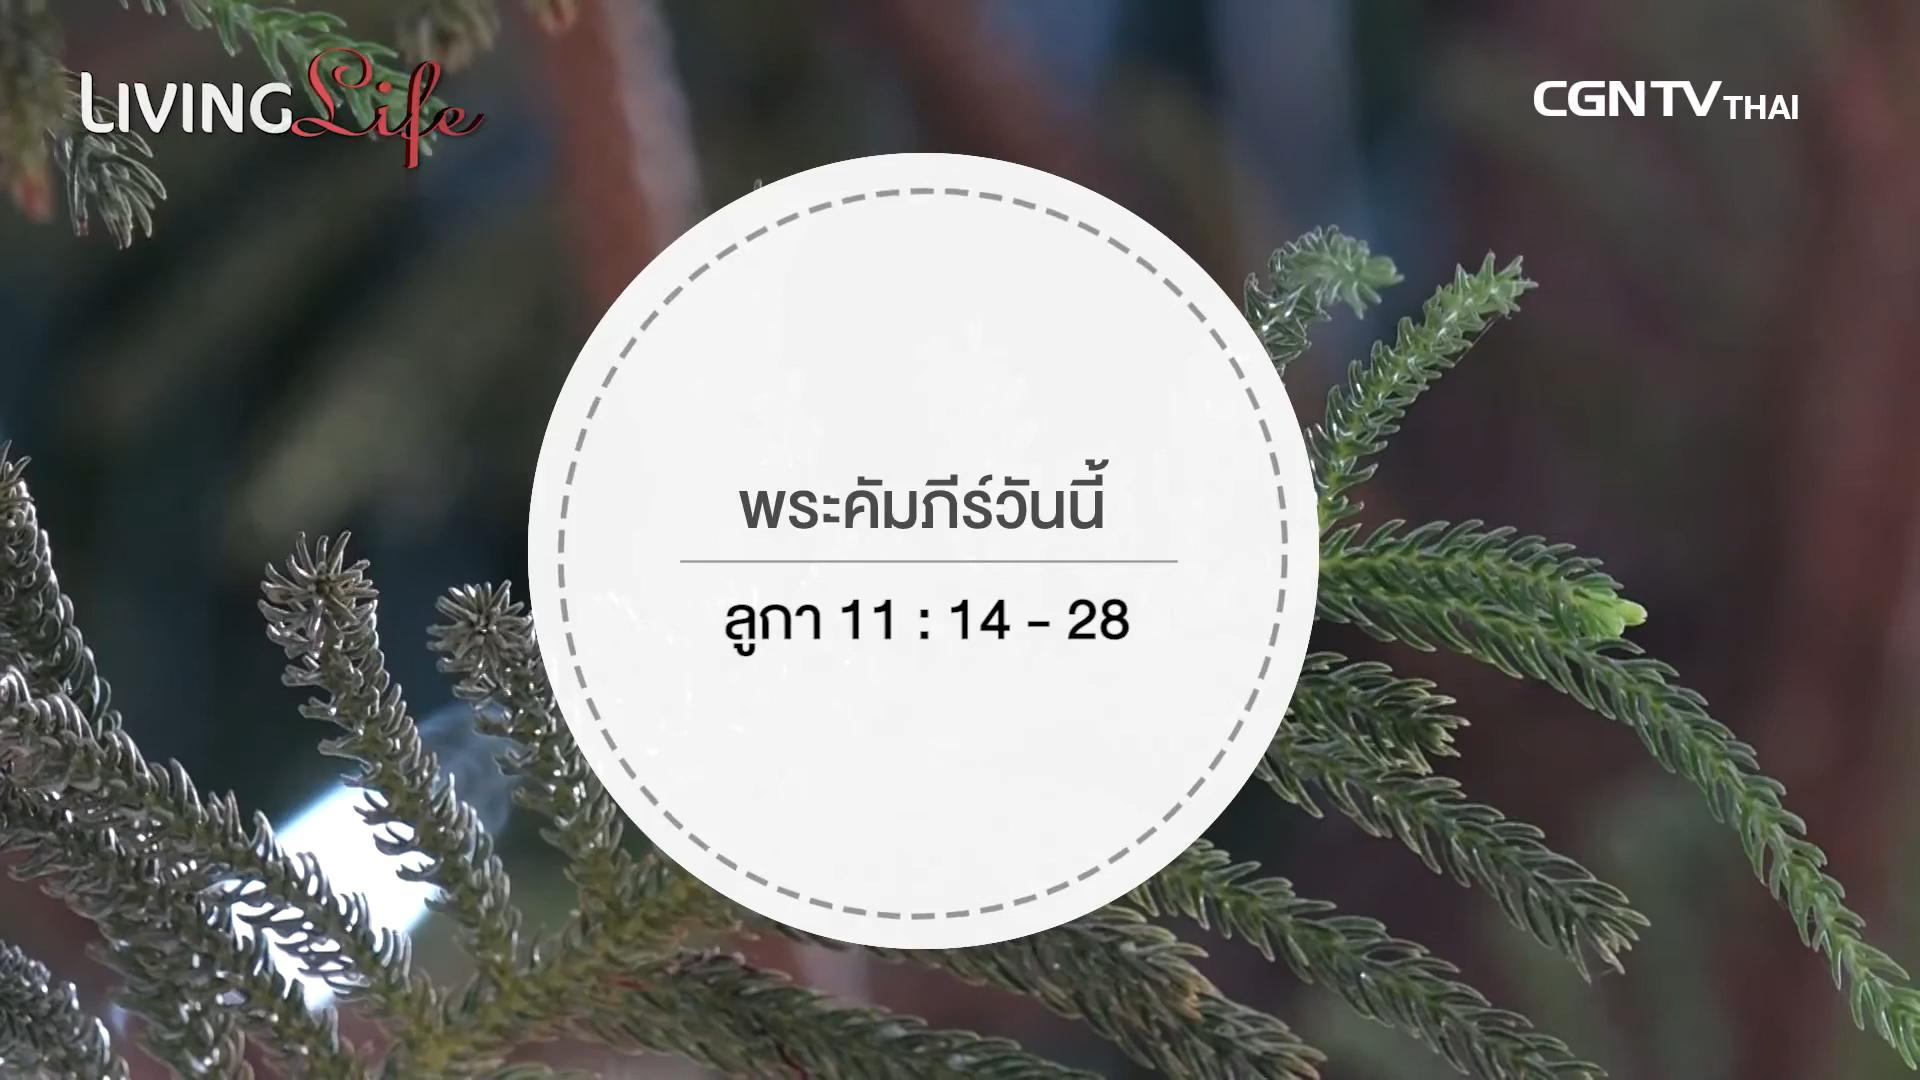 LIVING Life
CGNTV THAI
พระคัมภีร์วันนี้
ลูกา 11 : 14 - 28